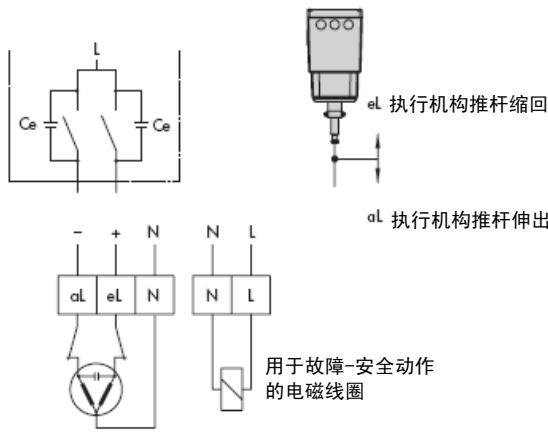 L
Ce Ce
eL 执行机构推杆缩回
aL 执行机构推杆伸出
- + N N L
aL eL N N L
用于故障-安全动作
的电磁线圈